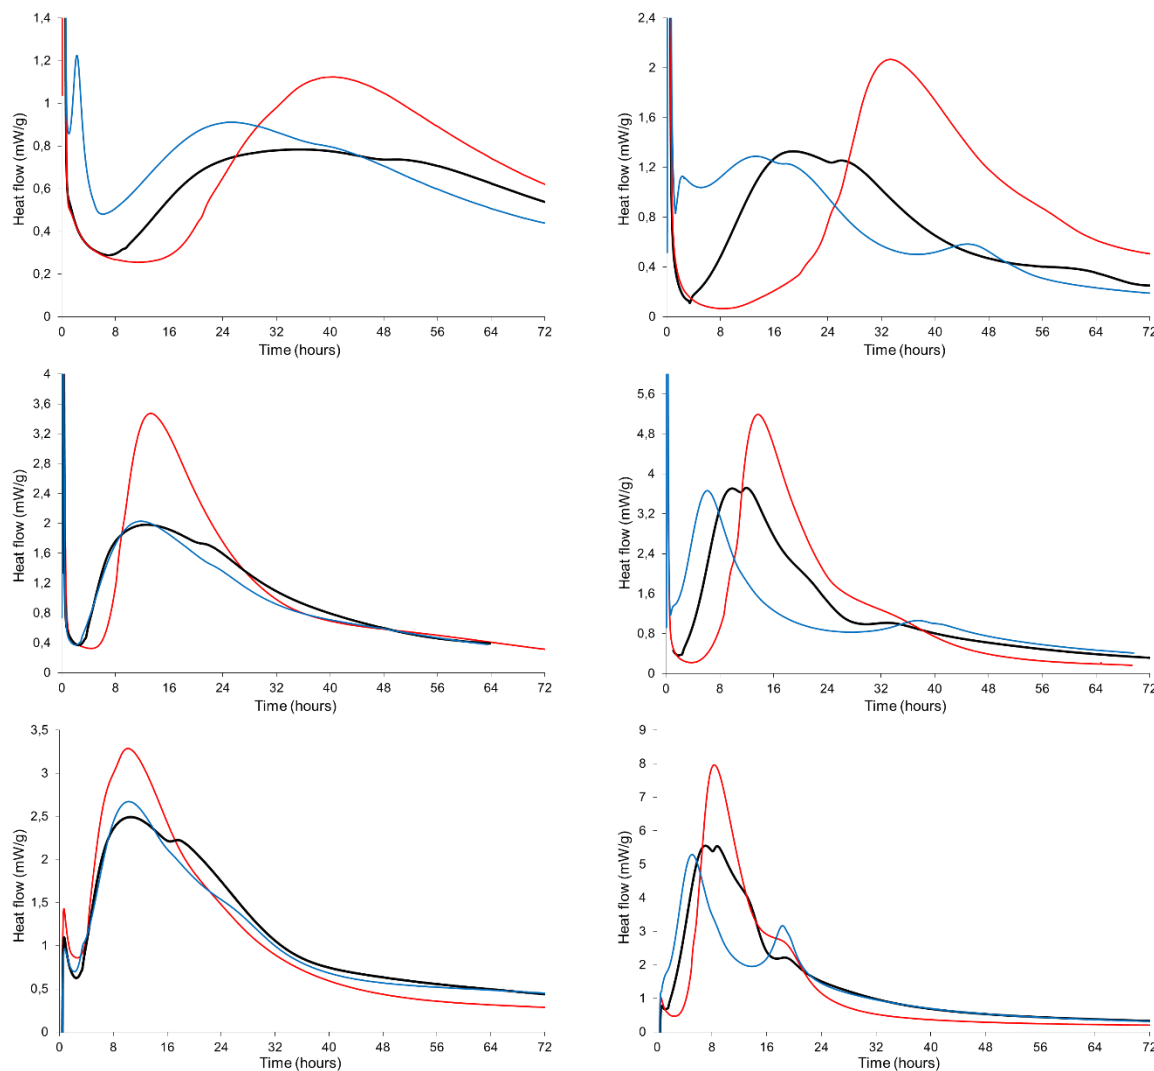 Heat flow (mW/g)
1,4
1,2
1
0,8
0,6
0,4
0,2
0
0 8 16 24 32 40 48 56 64 72
Time (hours)
Heat flow (mW/g)
2,4
2
1,6
1,2
0,8
0,4
0
0 8 16 24 32 40 48 56 64 72
Time (hours)
Heat flow (mW/g)
4
3,6
3,2
2,8
2,4
2
1,6
1,2
0,8
0,4
0
0 8 16 24 32 40 48 56 64 72
Time (hours)
Heat flow (mW/g)
5,6
4,8
4
3,2
2,4
1,6
0,8
0
0 8 16 24 32 40 48 56 64 72
Time (hours)
Heat flow (mW/g)
3,5
3
2,5
2
1,5
1
0,5
0
0 8 16 24 32 40 48 56 64 72
Time (hours)
Heat flow (mW/g)
9
8
7
6
5
4
3
2
1
0
0 8 16 24 32 40 48 56 64 72
Time (hours)